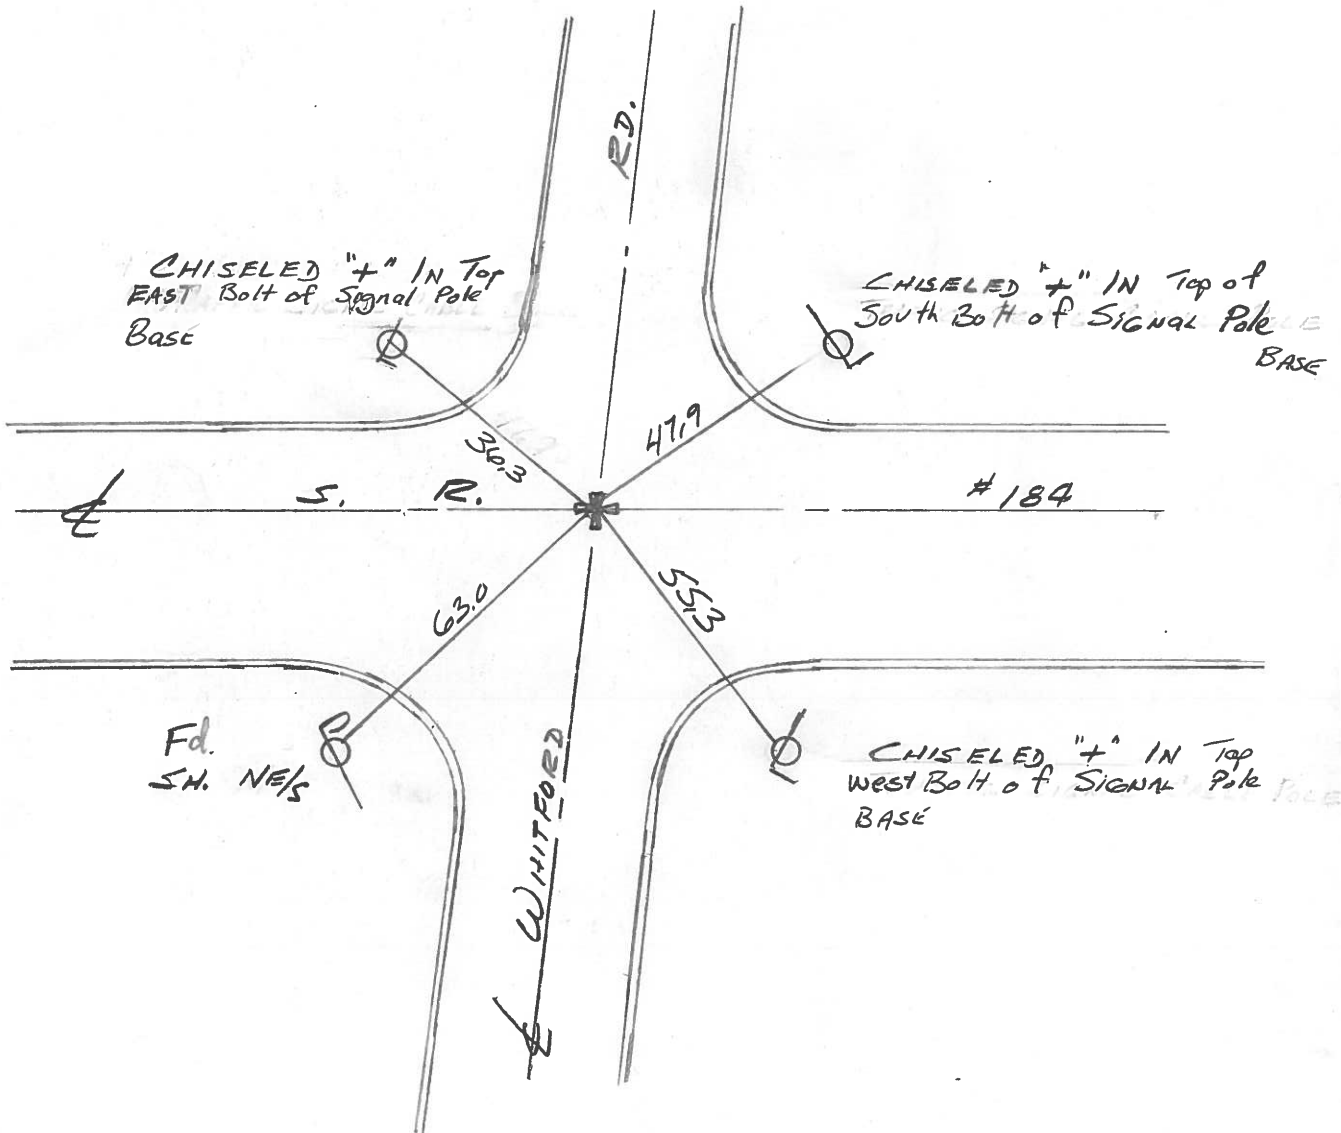 RD.
CHISELED "+" IN Top
EAST Bolt of Signal Pole
Base
CHISELED "+" IN Top of
South Bolt of SIGNAL Pole
BASE
36.3
47.9
℄ S. R. # 184
63.0
55.3
Fd.
SH. NE/S
CHISELED "+" IN Top
West Bolt of SIGNAL Pole
BASE
℄ WHITFORD